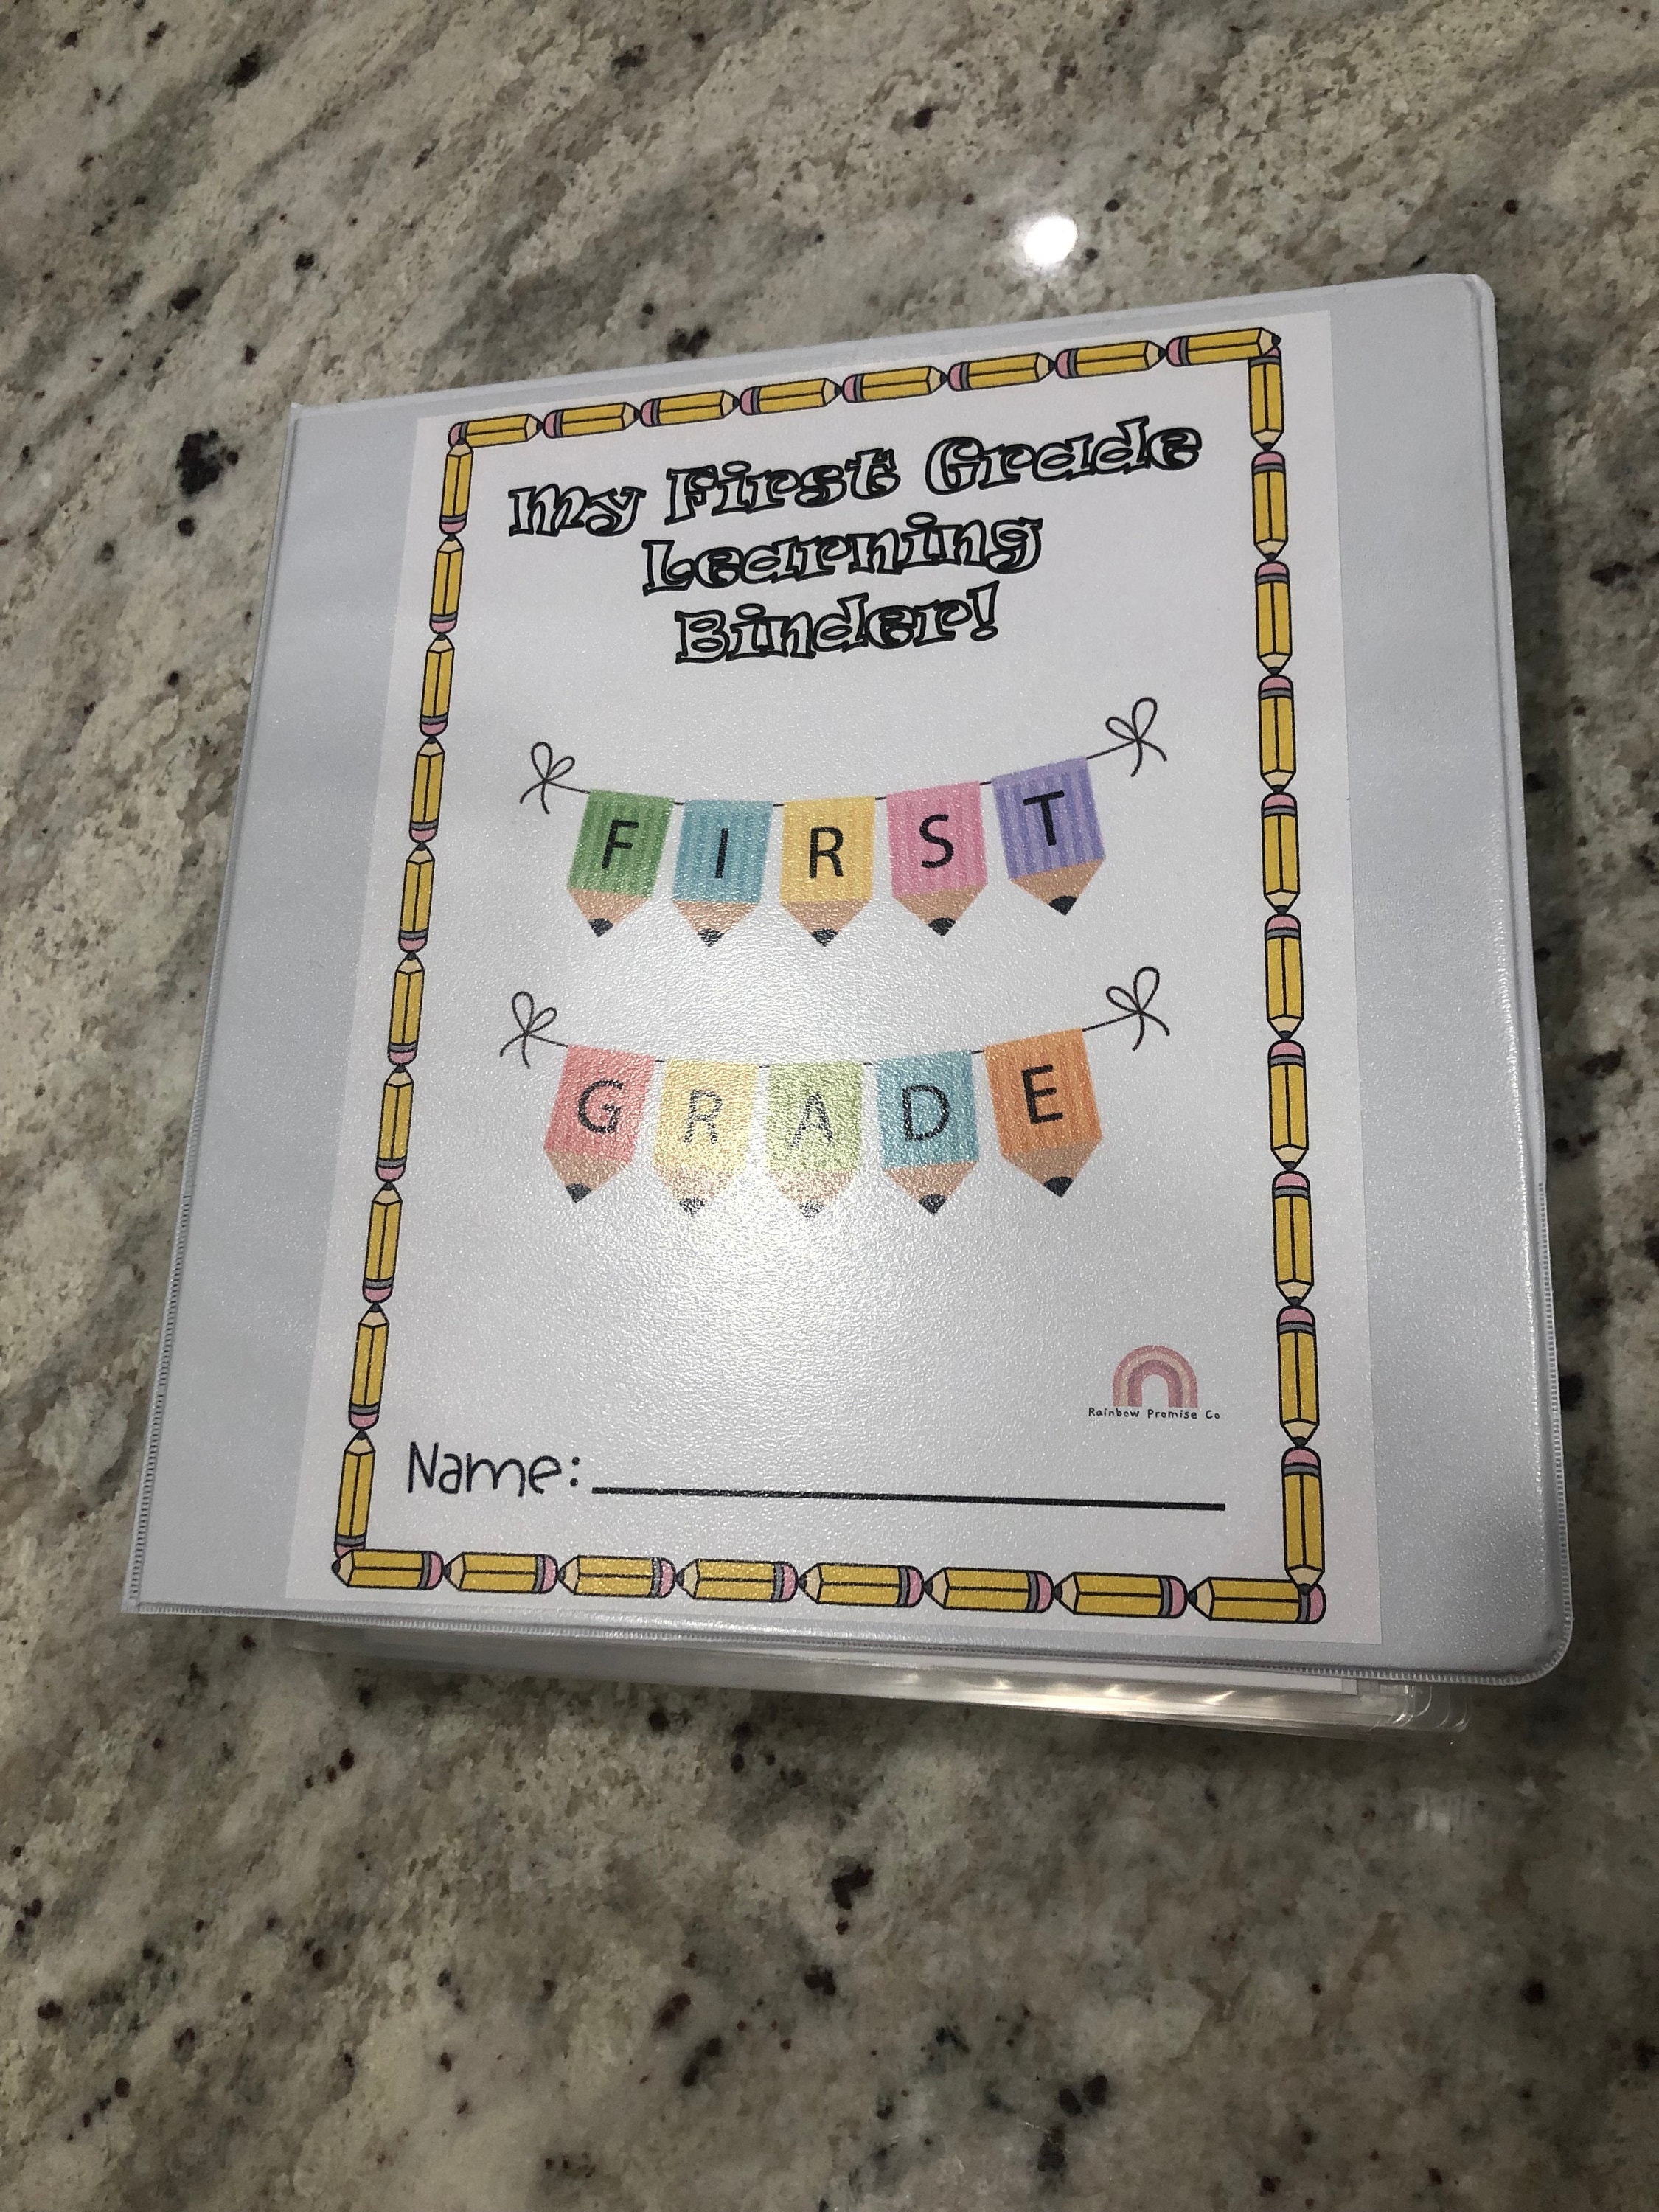 My First Grade
Learning
Binder!
FIRST
GRADE
Rainbow Promise Co
Name: